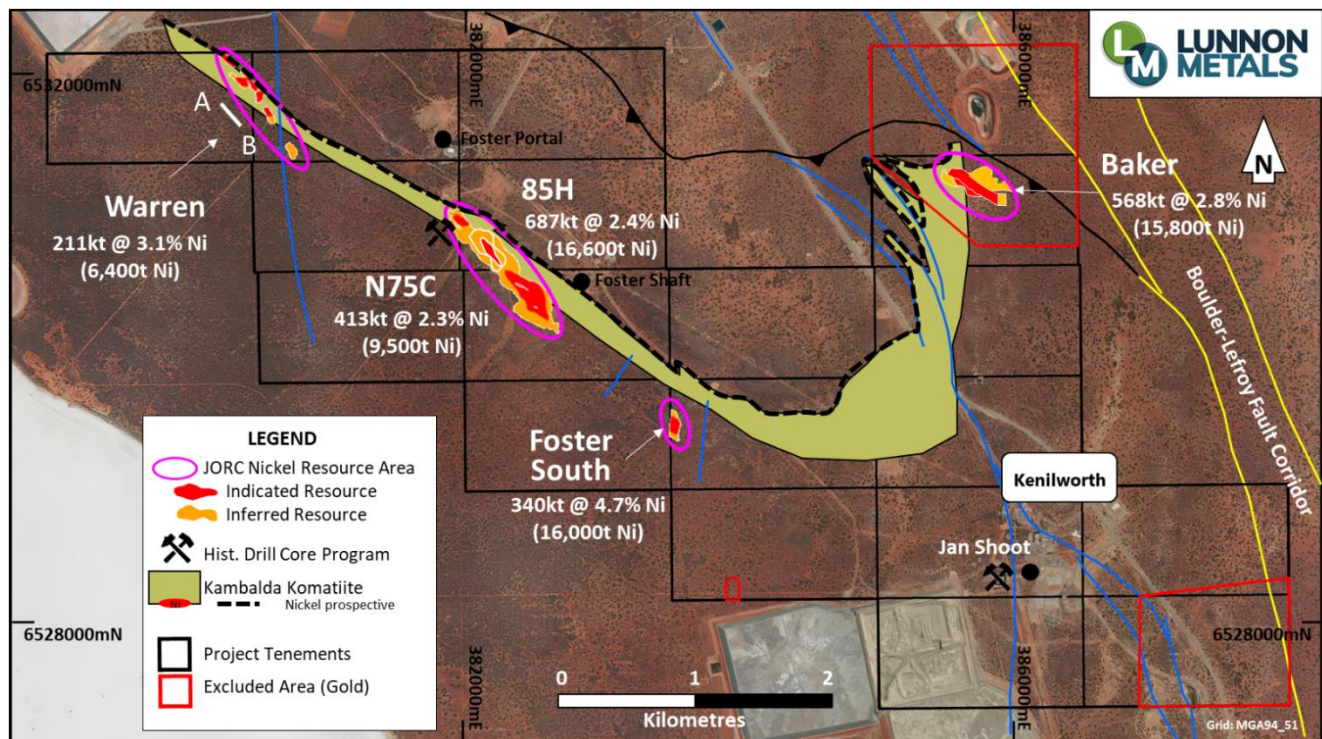 382000mE
386000mE
LM
LUNNON
METALS
6532000mN
A
B
Foster Portal
N
Warren
211kt @ 3.1% Ni
(6,400t Ni)
85H
687kt @ 2.4% Ni
(16,600t Ni)
Baker
568kt @ 2.8% Ni
(15,800t Ni)
Foster Shaft
N75C
413kt @ 2.3% Ni
(9,500t Ni)
Boulder-Lefroy Fault Corridor
Foster
South
340kt @ 4.7% Ni
(16,000t Ni)
Kenilworth
Jan Shoot
LEGEND
JORC Nickel Resource Area
Indicated Resource
Inferred Resource
Hist. Drill Core Program
Kambalda Komatiite
Ni
Nickel prospective
Project Tenements
Excluded Area (Gold)
6528000mN
6528000mN
382000mE
386000mE
0 1 2
Kilometres
Grid: MGA94_51